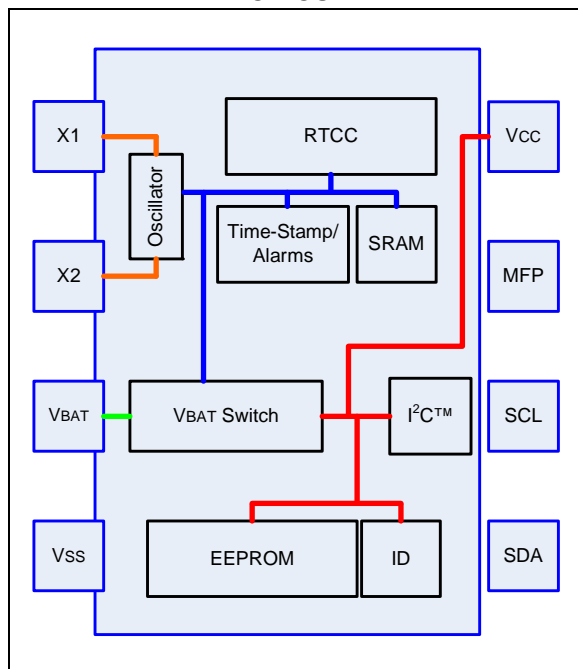 X1
RTCC
Vcc
Oscillator
Time-Stamp/
Alarms
SRAM
X2
MFP
VBAT
VBAT Switch
I²C™
SCL
Vss
EEPROM
ID
SDA